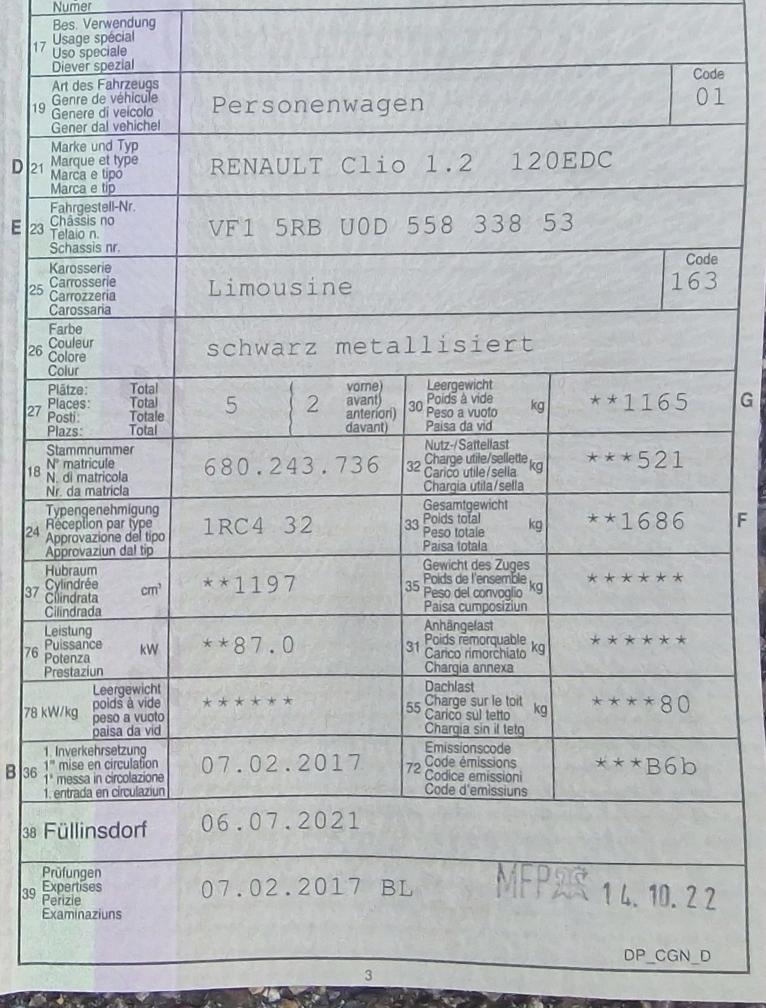 Numer
17
Bes. Verwendung
Usage spécial
Uso speciale
Diever spezial
19
Art des Fahrzeugs
Genre de véhicule
Genere di veicolo
Gener dal vehichel
Personenwagen
Code
01
D 21
Marke und Typ
Marque et type
Marca e tipo
Marca e tip
RENAULT Clio 1.2 120EDC
E 23
Fahrgestell-Nr.
Châssis no
Telaio n.
Schassis nr.
VF1 5RB U0D 558 338 53
25
Karosserie
Carrosserie
Carrozzeria
Carossaria
Limousine
Code
163
26
Farbe
Couleur
Colore
Colur
schwarz metallisiert
27
Plätze: Total
Places: Total
Posti: Totale
Plazs: Total
5 { 2
vorne)
avant)
anteriori)
davant)
30
Leergewicht
Poids à vide
Peso a vuoto
Paisa da vid
kg
**1165
G
18
Stammnummer
N° matricule
N. di matricola
Nr. da matricla
680.243.736
32
Nutz-/Sattellast
Charge utile/sellette
Carico utile/sella
Chargia utila/sella
kg
***521
24
Typengenehmigung
Réception par type
Approvazione del tipo
Approvaziun dal tip
1RC4 32
33
Gesamtgewicht
Poids total
Peso totale
Paisa totala
kg
**1686
F
37
Hubraum
Cylindrée
Cilindrata
Cilindrada
cm³
**1197
35
Gewicht des Zuges
Poids de l'ensemble
Peso del convoglio
Paisa cumposiziun
kg
******
76
Leistung
Puissance
Potenza
Prestaziun
kW
**87.0
31
Anhängelast
Poids remorquable
Carico rimorchiato
Chargia annexa
kg
******
78 kW/kg
Leergewicht
poids à vide
peso a vuoto
paisa da vid
******
55
Dachlast
Charge sur le toit
Carico sul tetto
Chargia sin il tetg
kg
****80
B 36
1. Inverkehrsetzung
1re mise en circulation
1a messa in circolazione
1. entrada en circulaziun
07.02.2017
72
Emissionscode
Code émissions
Codice emissioni
Code d'emissiuns
***B6b
38 Füllinsdorf
06.07.2021
39
Prüfungen
Expertises
Perizie
Examinaziuns
07.02.2017 BL
MFP
14.10.22
DP_CGN_D
3